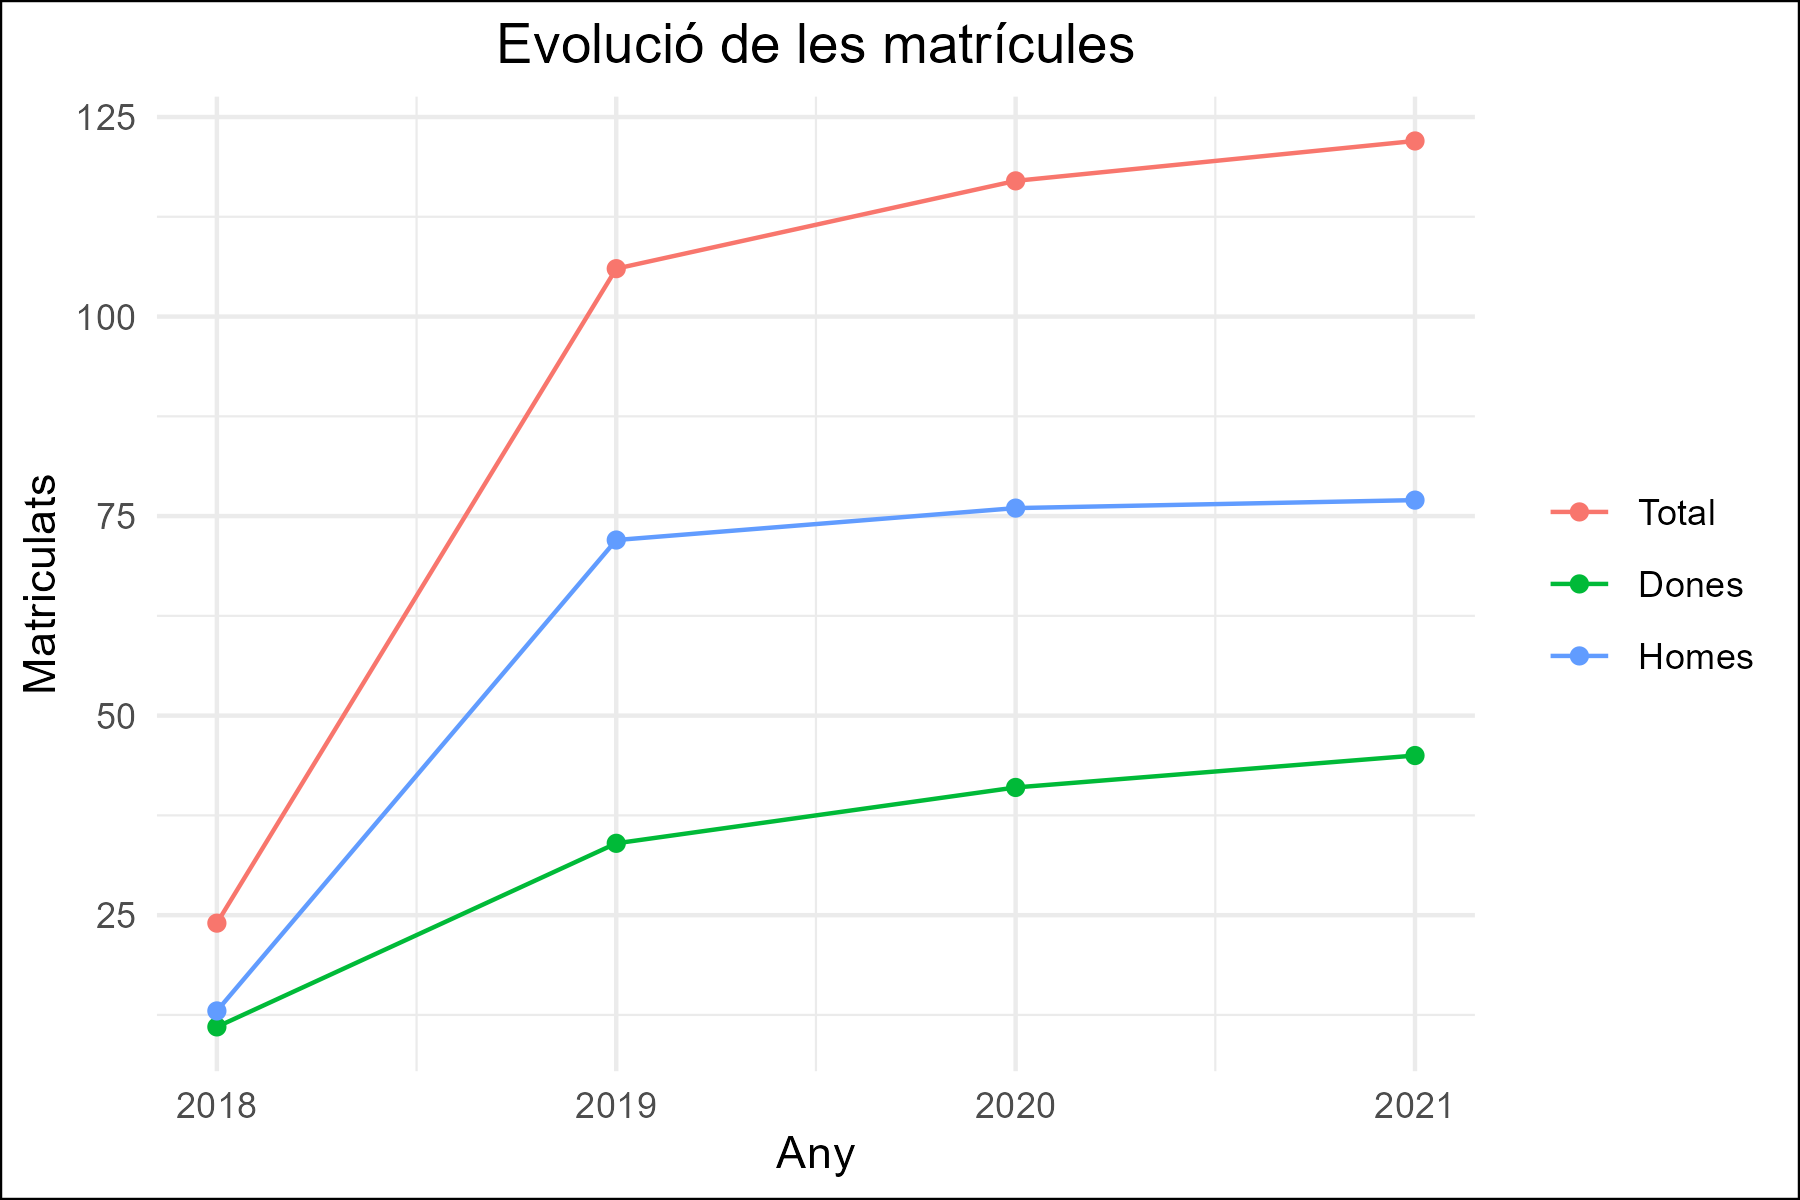 Evolució de les matrícules
125
100
75
50
25
Matriculats
2018
2019
2020
2021
Any
Total
Dones
Homes